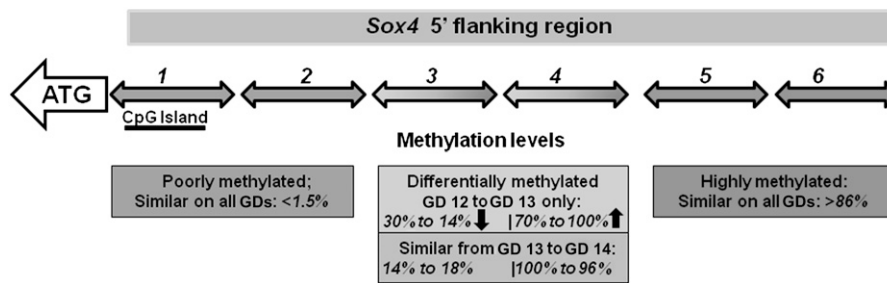 Sox4 5' flanking region
1 2 3 4 5 6
ATG
CpG Island
Methylation levels
Poorly methylated;
Similar on all GDs: <1.5%
Differentially methylated
GD 12 to GD 13 only:
30% to 14% |70% to 100%
Similar from GD 13 to GD 14:
14% to 18% |100% to 96%
Highly methylated:
Similar on all GDs: >86%